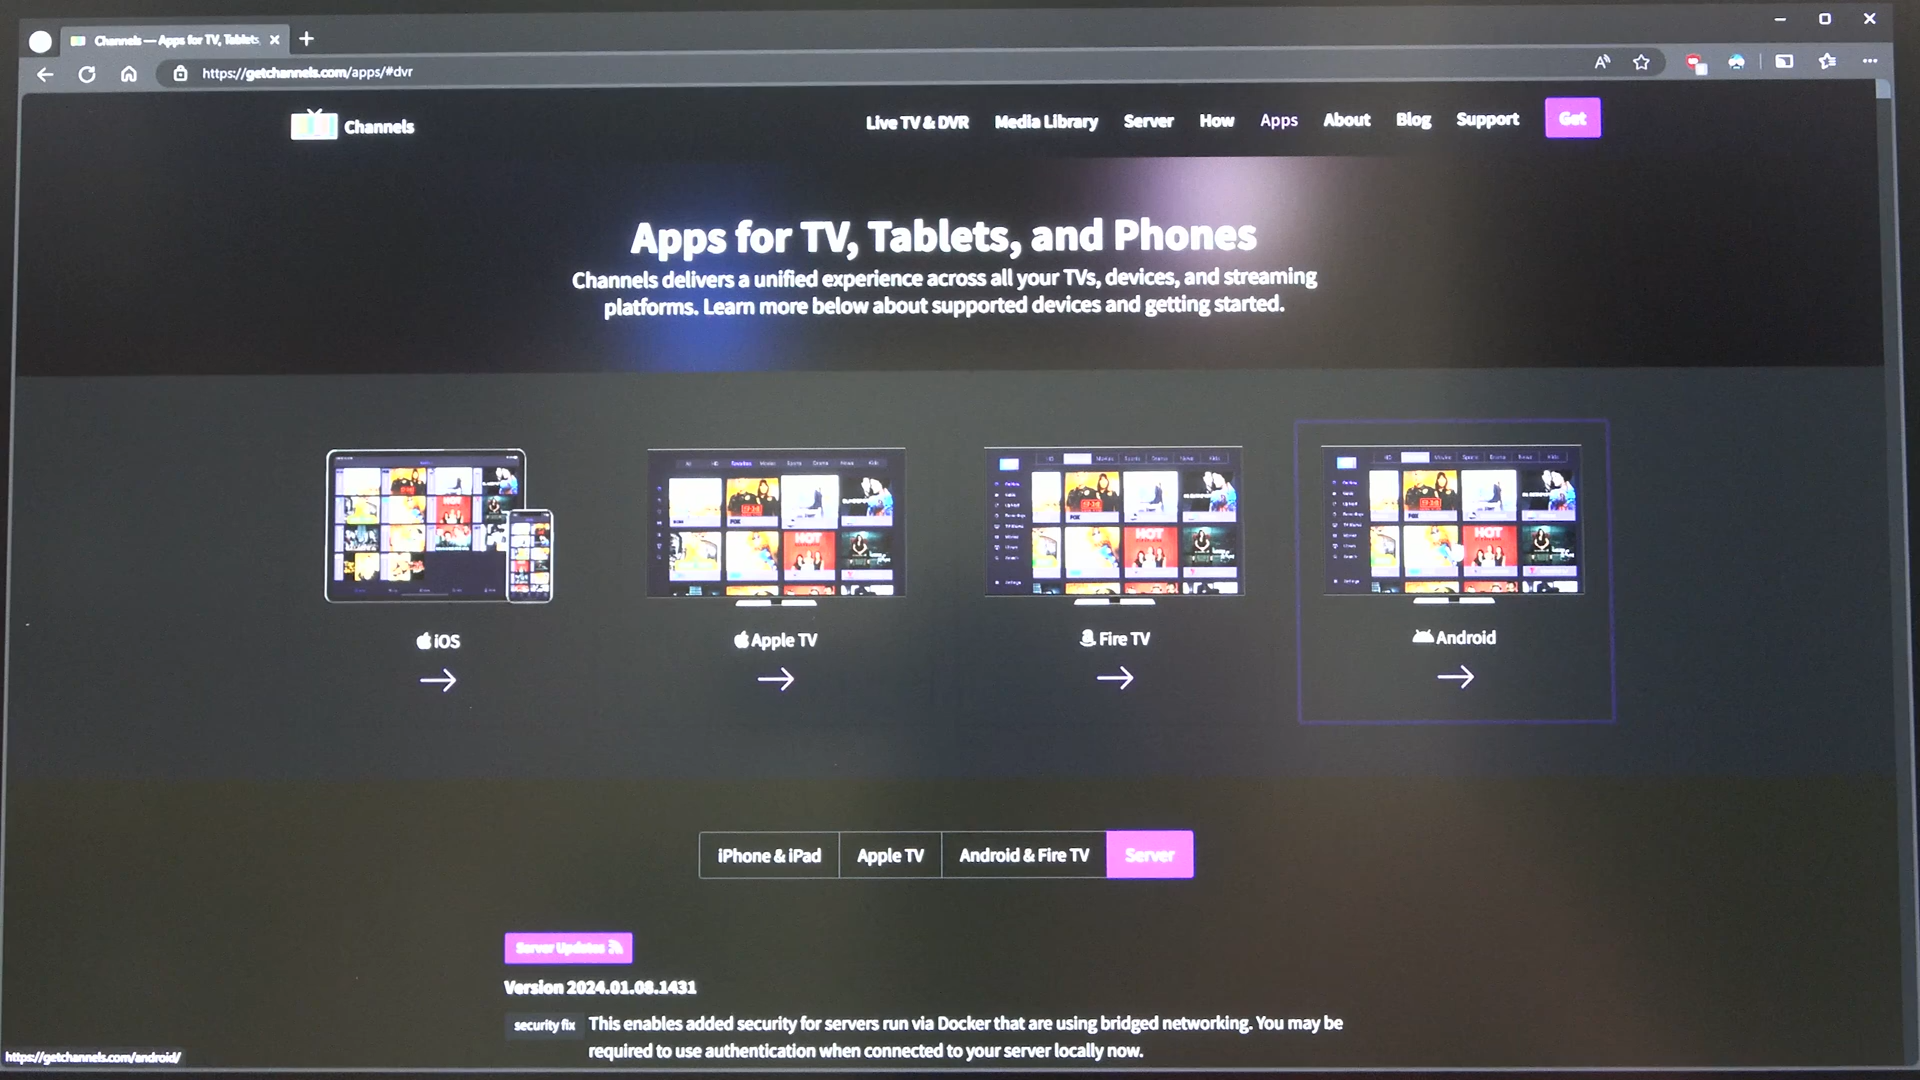 Channels — Apps for TV, Tablets,
https://getchannels.com/apps/#dvr
Channels
Live TV & DVR
Media Library
Server
How
Apps
About
Blog
Support
Get
Apps for TV, Tablets, and Phones
Channels delivers a unified experience across all your TVs, devices, and streaming
platforms. Learn more below about supported devices and getting started.
HOT
HOT
HOT
HOT
iOS
Apple TV
Fire TV
Android
iPhone & iPad
Apple TV
Android & Fire TV
Server
Server Updates
Version 2024.01.08.1431
security fix
This enables added security for servers run via Docker that are using bridged networking. You may be
required to use authentication when connected to your server locally now.
https://getchannels.com/android/